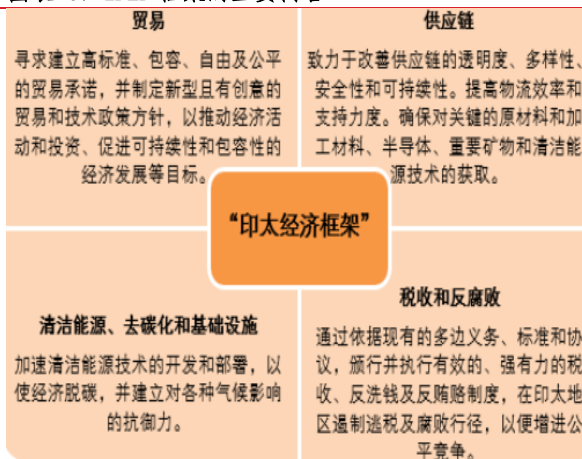 贸易
寻求建立高标准、包容、自由及公平
的贸易承诺，并制定新型且有创意的
贸易和技术政策方针，以推动经济活
动和投资、促进可持续性和包容性的
经济发展等目标。
供应链
致力于改善供应链的透明度、多样性、
安全性和可持续性。提高物流效率和
支持力度。确保对关键的原材料和加
工材料、半导体、重要矿物和清洁能
源技术的获取。
“印太经济框架”
清洁能源、去碳化和基础设施
加速清洁能源技术的开发和部署，以
使经济脱碳，并建立对各种气候影响
的抗御力。
税收和反腐败
通过依据现有的多边义务、标准和协
议，颁行并执行有效的、强有力的税
收、反洗钱及反贿赂制度，在印太地
区遏制逃税及腐败行径，以便增进公
平竞争。